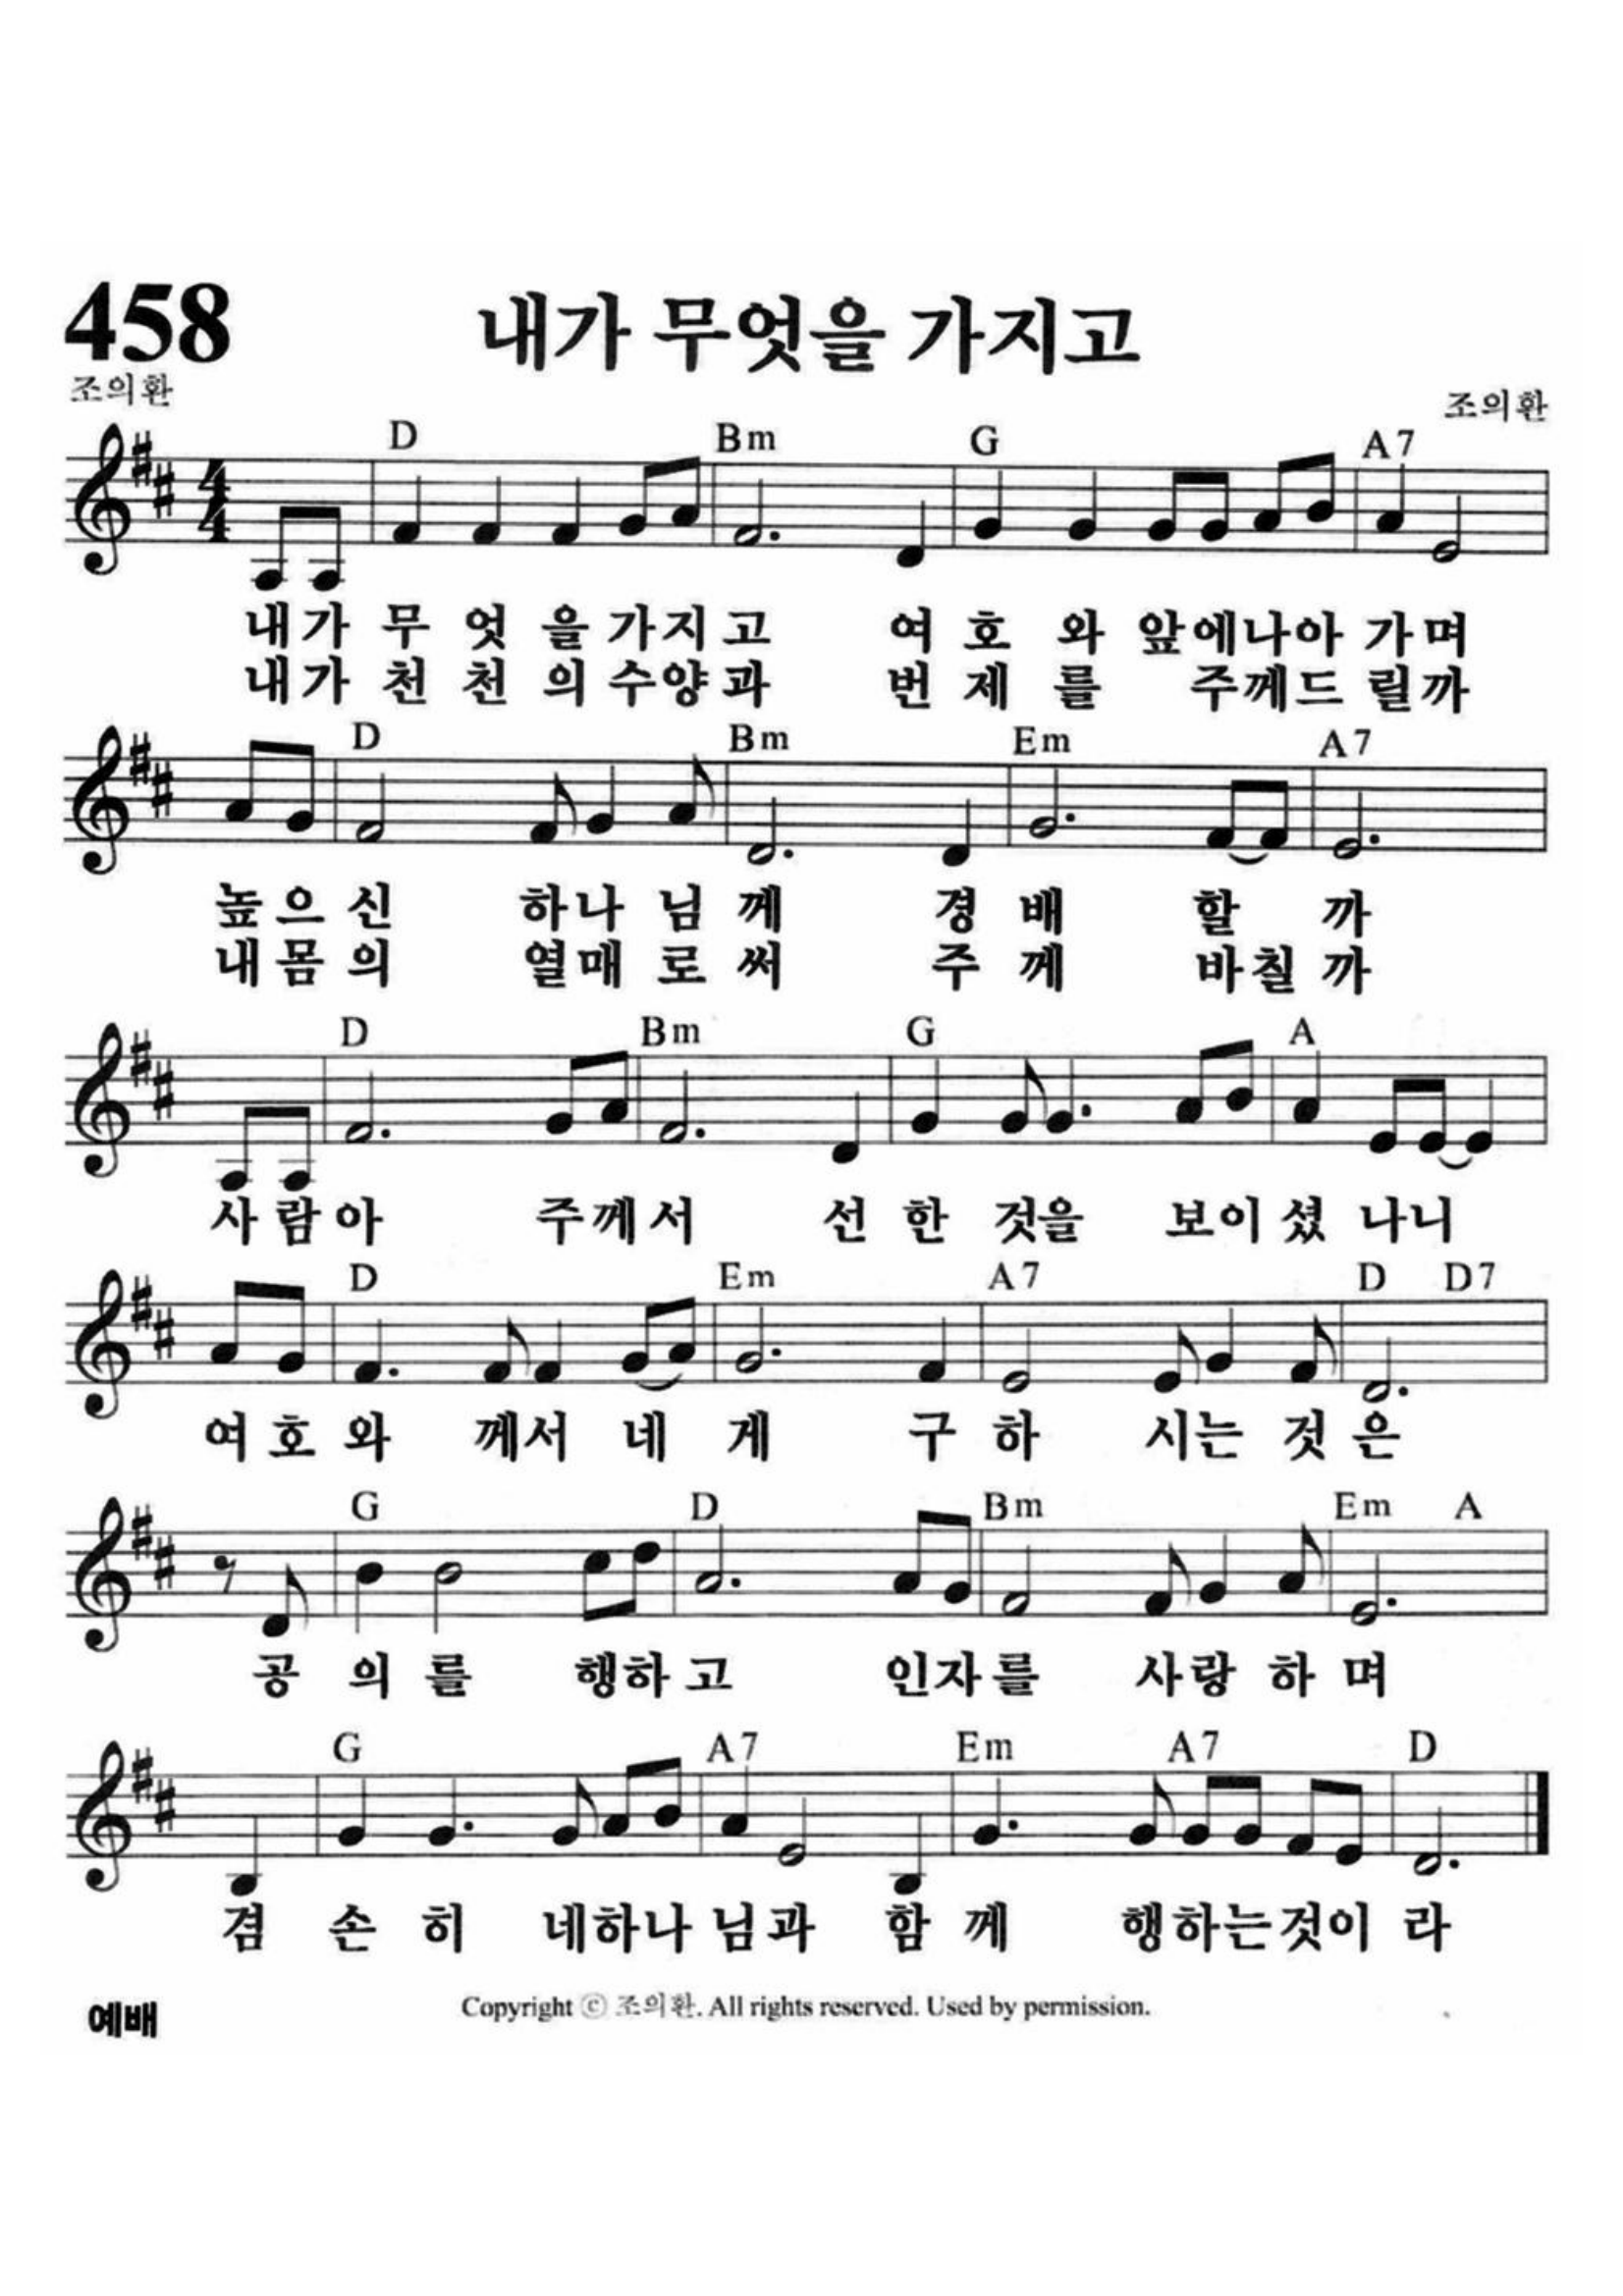 458
내가 무엇을 가지고
조의환
조의환
D Bm G A7
내가 무 엇 을 가지 고 여 호 와 앞에나아 가며
내가 천 천 의 수양과 번 제 를 주께드 릴까
D Bm Em A7
높으신 하나 님 께 경 배 할 까
내몸의 열매 로 써 주 께 바칠 까
D Bm G A
사람아 주께서 선 한 것을 보이 셨 나니
D Em A7 D D7
여호 와 께서 네 게 구 하 시는 것 은
G D Bm Em A
공 의 를 행하고 인자를 사랑 하 며
G A7 Em A7 D
겸 손 히 네하나 님과 함 께 행하는것이 라
예배
Copyright ⓒ 조의환. All rights reserved. Used by permission.